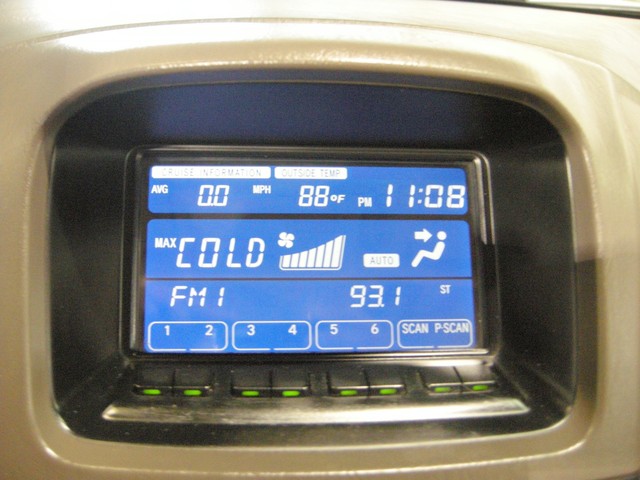 CRUISE INFORMATION OUTSIDE TEMP
AVG 0.0 MPH 88°F PM 11:08
MAX COLD AUTO
FM1 93.1 ST
1 2 3 4 5 6 SCAN P·SCAN